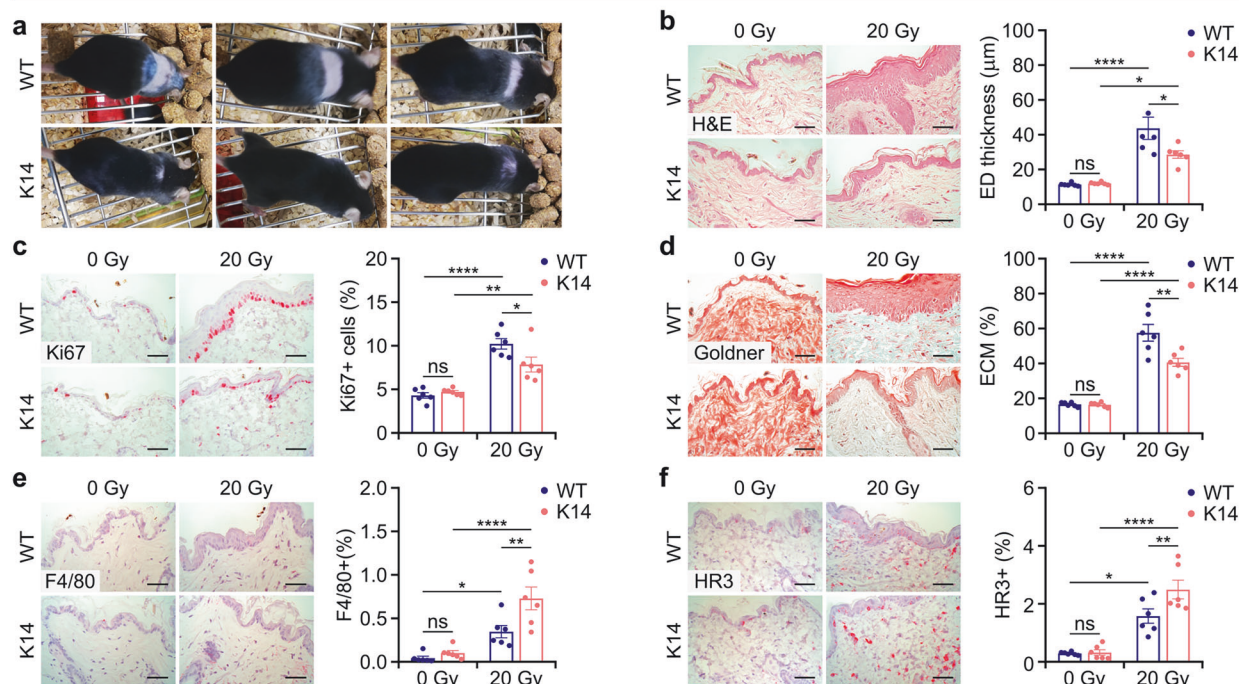 a
WT
K14
b
0 Gy 20 Gy
WT
H&E
K14
ED thickness (μm)
100
80
60
40
20
0
0 Gy 20 Gy
ns
****
*
*
WT
K14
c
0 Gy 20 Gy
WT
Ki67
K14
Ki67+ cells (%)
20
15
10
5
0
0 Gy 20 Gy
ns
****
**
*
WT
K14
d
0 Gy 20 Gy
WT
Goldner
K14
ECM (%)
100
80
60
40
20
0
0 Gy 20 Gy
ns
****
****
**
WT
K14
e
0 Gy 20 Gy
WT
F4/80
K14
F4/80+(%)
2.0
1.5
1.0
0.5
0.0
0 Gy 20 Gy
ns
****
**
*
WT
K14
f
0 Gy 20 Gy
WT
HR3
K14
HR3+ (%)
6
4
2
0
0 Gy 20 Gy
ns
****
**
*
WT
K14